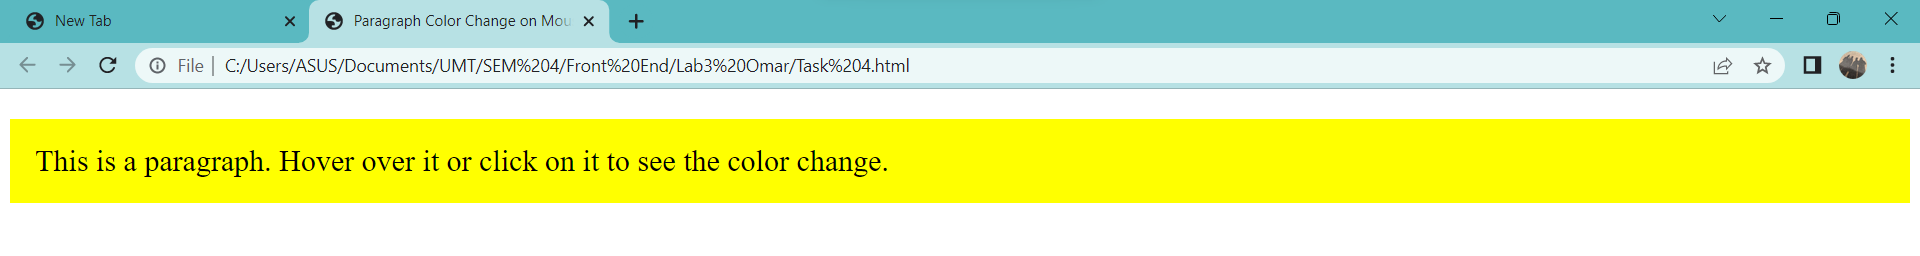 New Tab
Paragraph Color Change on Mou
File | C:/Users/ASUS/Documents/UMT/SEM%204/Front%20End/Lab3%20Omar/Task%204.html
This is a paragraph. Hover over it or click on it to see the color change.